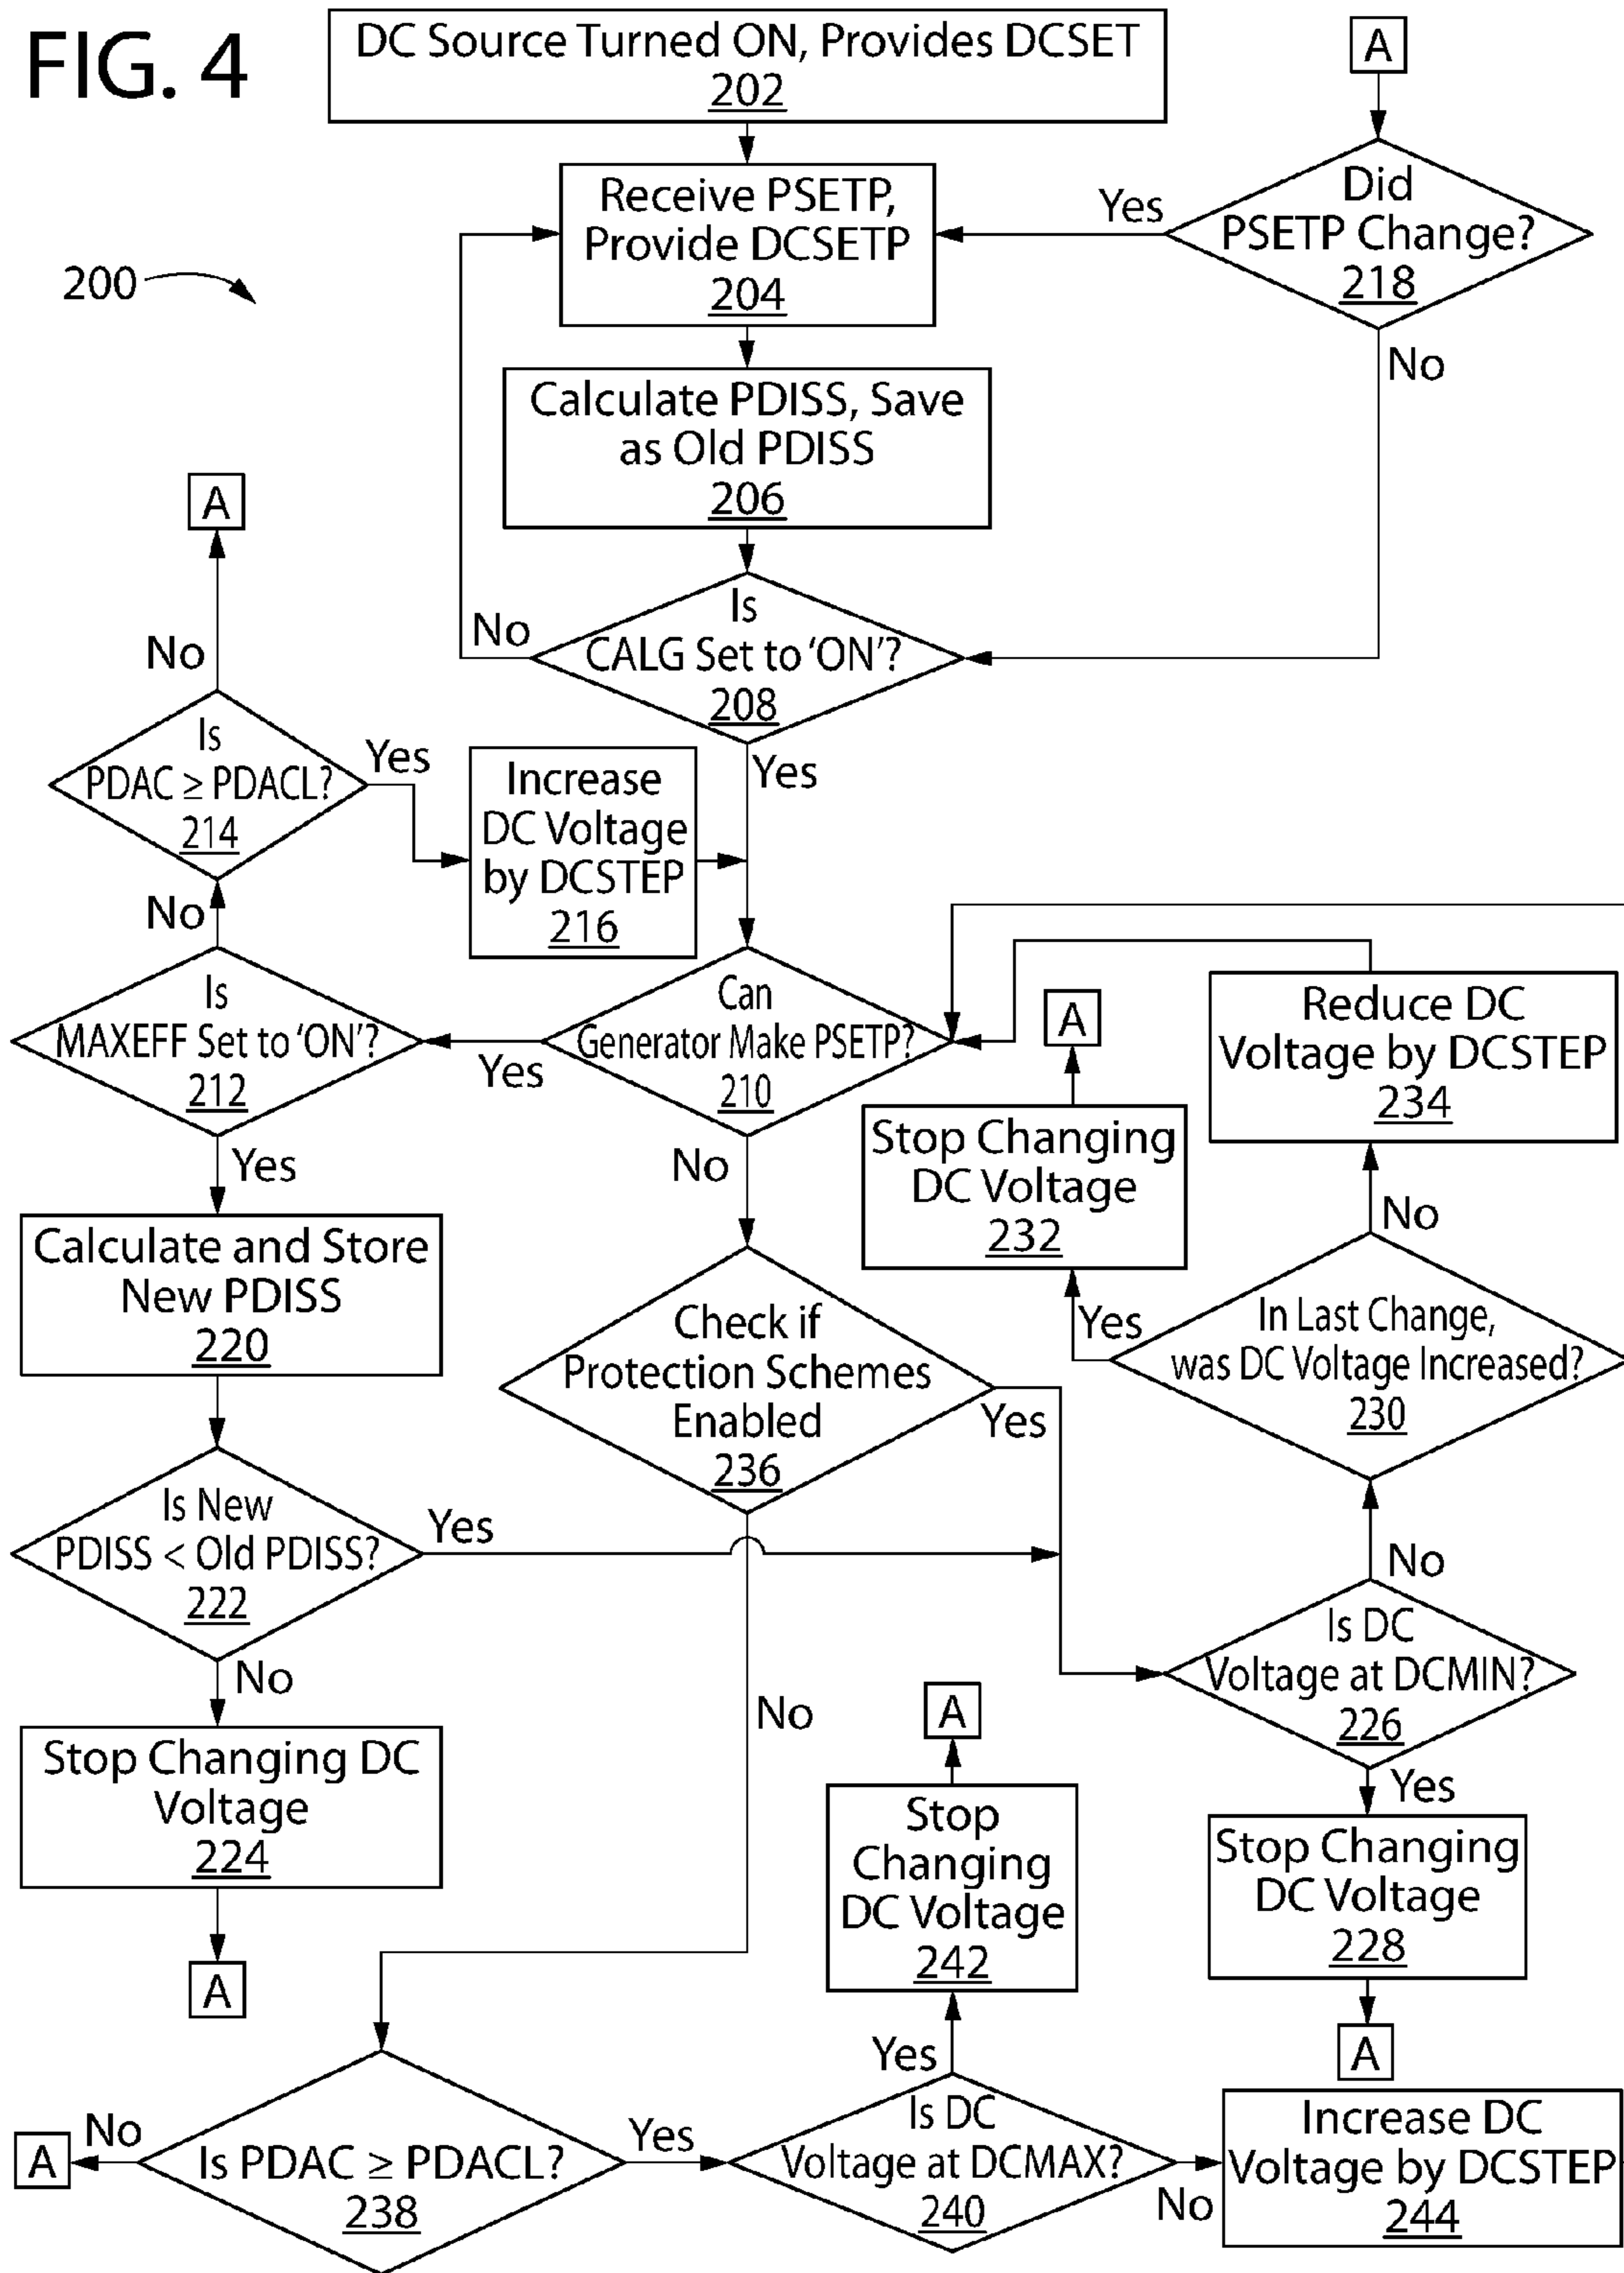 FIG. 4
DC Source Turned ON, Provides DCSET
202
A
Receive PSETP,
Provide DCSETP
204
Yes
Did
PSETP Change?
218
200
No
Calculate PDISS, Save
as Old PDISS
206
A
No
Is
CALG Set to ‘ON’?
208
No
Yes
Is
PDAC ≥ PDACL?
214
Yes
Increase
DC Voltage
by DCSTEP
216
No
Is
MAXEFF Set to ‘ON’?
212
Yes
Can
Generator Make PSETP?
210
A
Reduce DC
Voltage by DCSTEP
234
Yes
No
Stop Changing
DC Voltage
232
No
Calculate and Store
New PDISS
220
Check if
Protection Schemes
Enabled
236
Yes
Yes
In Last Change,
was DC Voltage Increased?
230
Is New
PDISS < Old PDISS?
222
Yes
No
Is DC
Voltage at DCMIN?
226
No
No
A
Yes
Stop Changing DC
Voltage
224
Stop
Changing
DC Voltage
242
Stop Changing
DC Voltage
228
A
A
Yes
A
No
Is PDAC ≥ PDACL?
238
Yes
Is DC
Voltage at DCMAX?
240
No
Increase DC
Voltage by DCSTEP
244